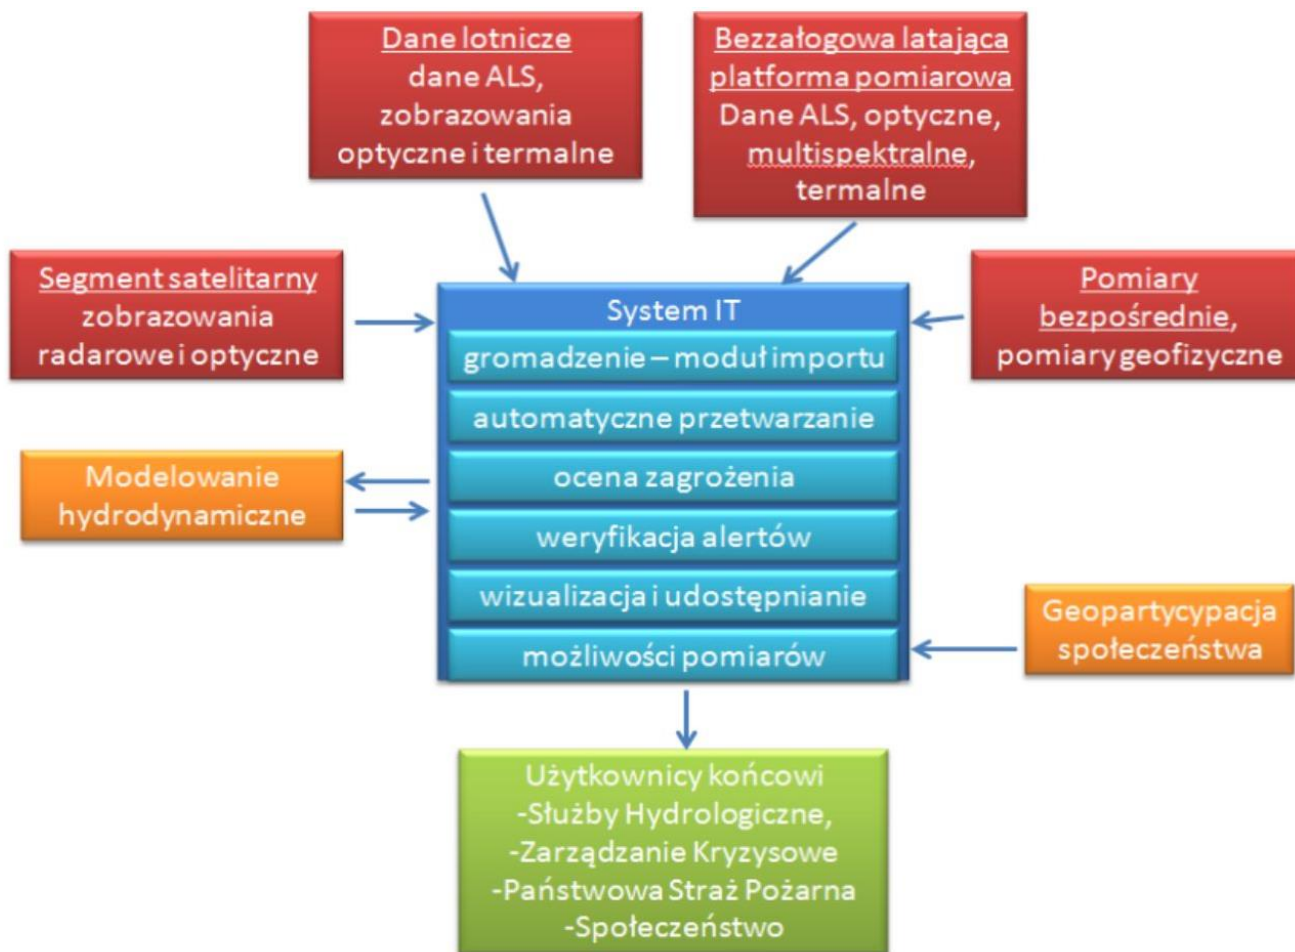 Dane lotnicze
dane ALS,
zobrazowania
optyczne i termalne
Bezzałogowa latająca
platforma pomiarowa
Dane ALS, optyczne,
multispektralne,
termalne
Segment satelitarny
zobrazowania
radarowe i optyczne
System IT
gromadzenie – moduł importu
automatyczne przetwarzanie
ocena zagrożenia
weryfikacja alertów
wizualizacja i udostępnianie
możliwości pomiarów
Pomiary
bezpośrednie,
pomiary geofizyczne
Modelowanie
hydrodynamiczne
Geopartycypacja
społeczeństwa
Użytkownicy końcowi
-Służby Hydrologiczne,
-Zarządzanie Kryzysowe
-Państwowa Straż Pożarna
-Społeczeństwo